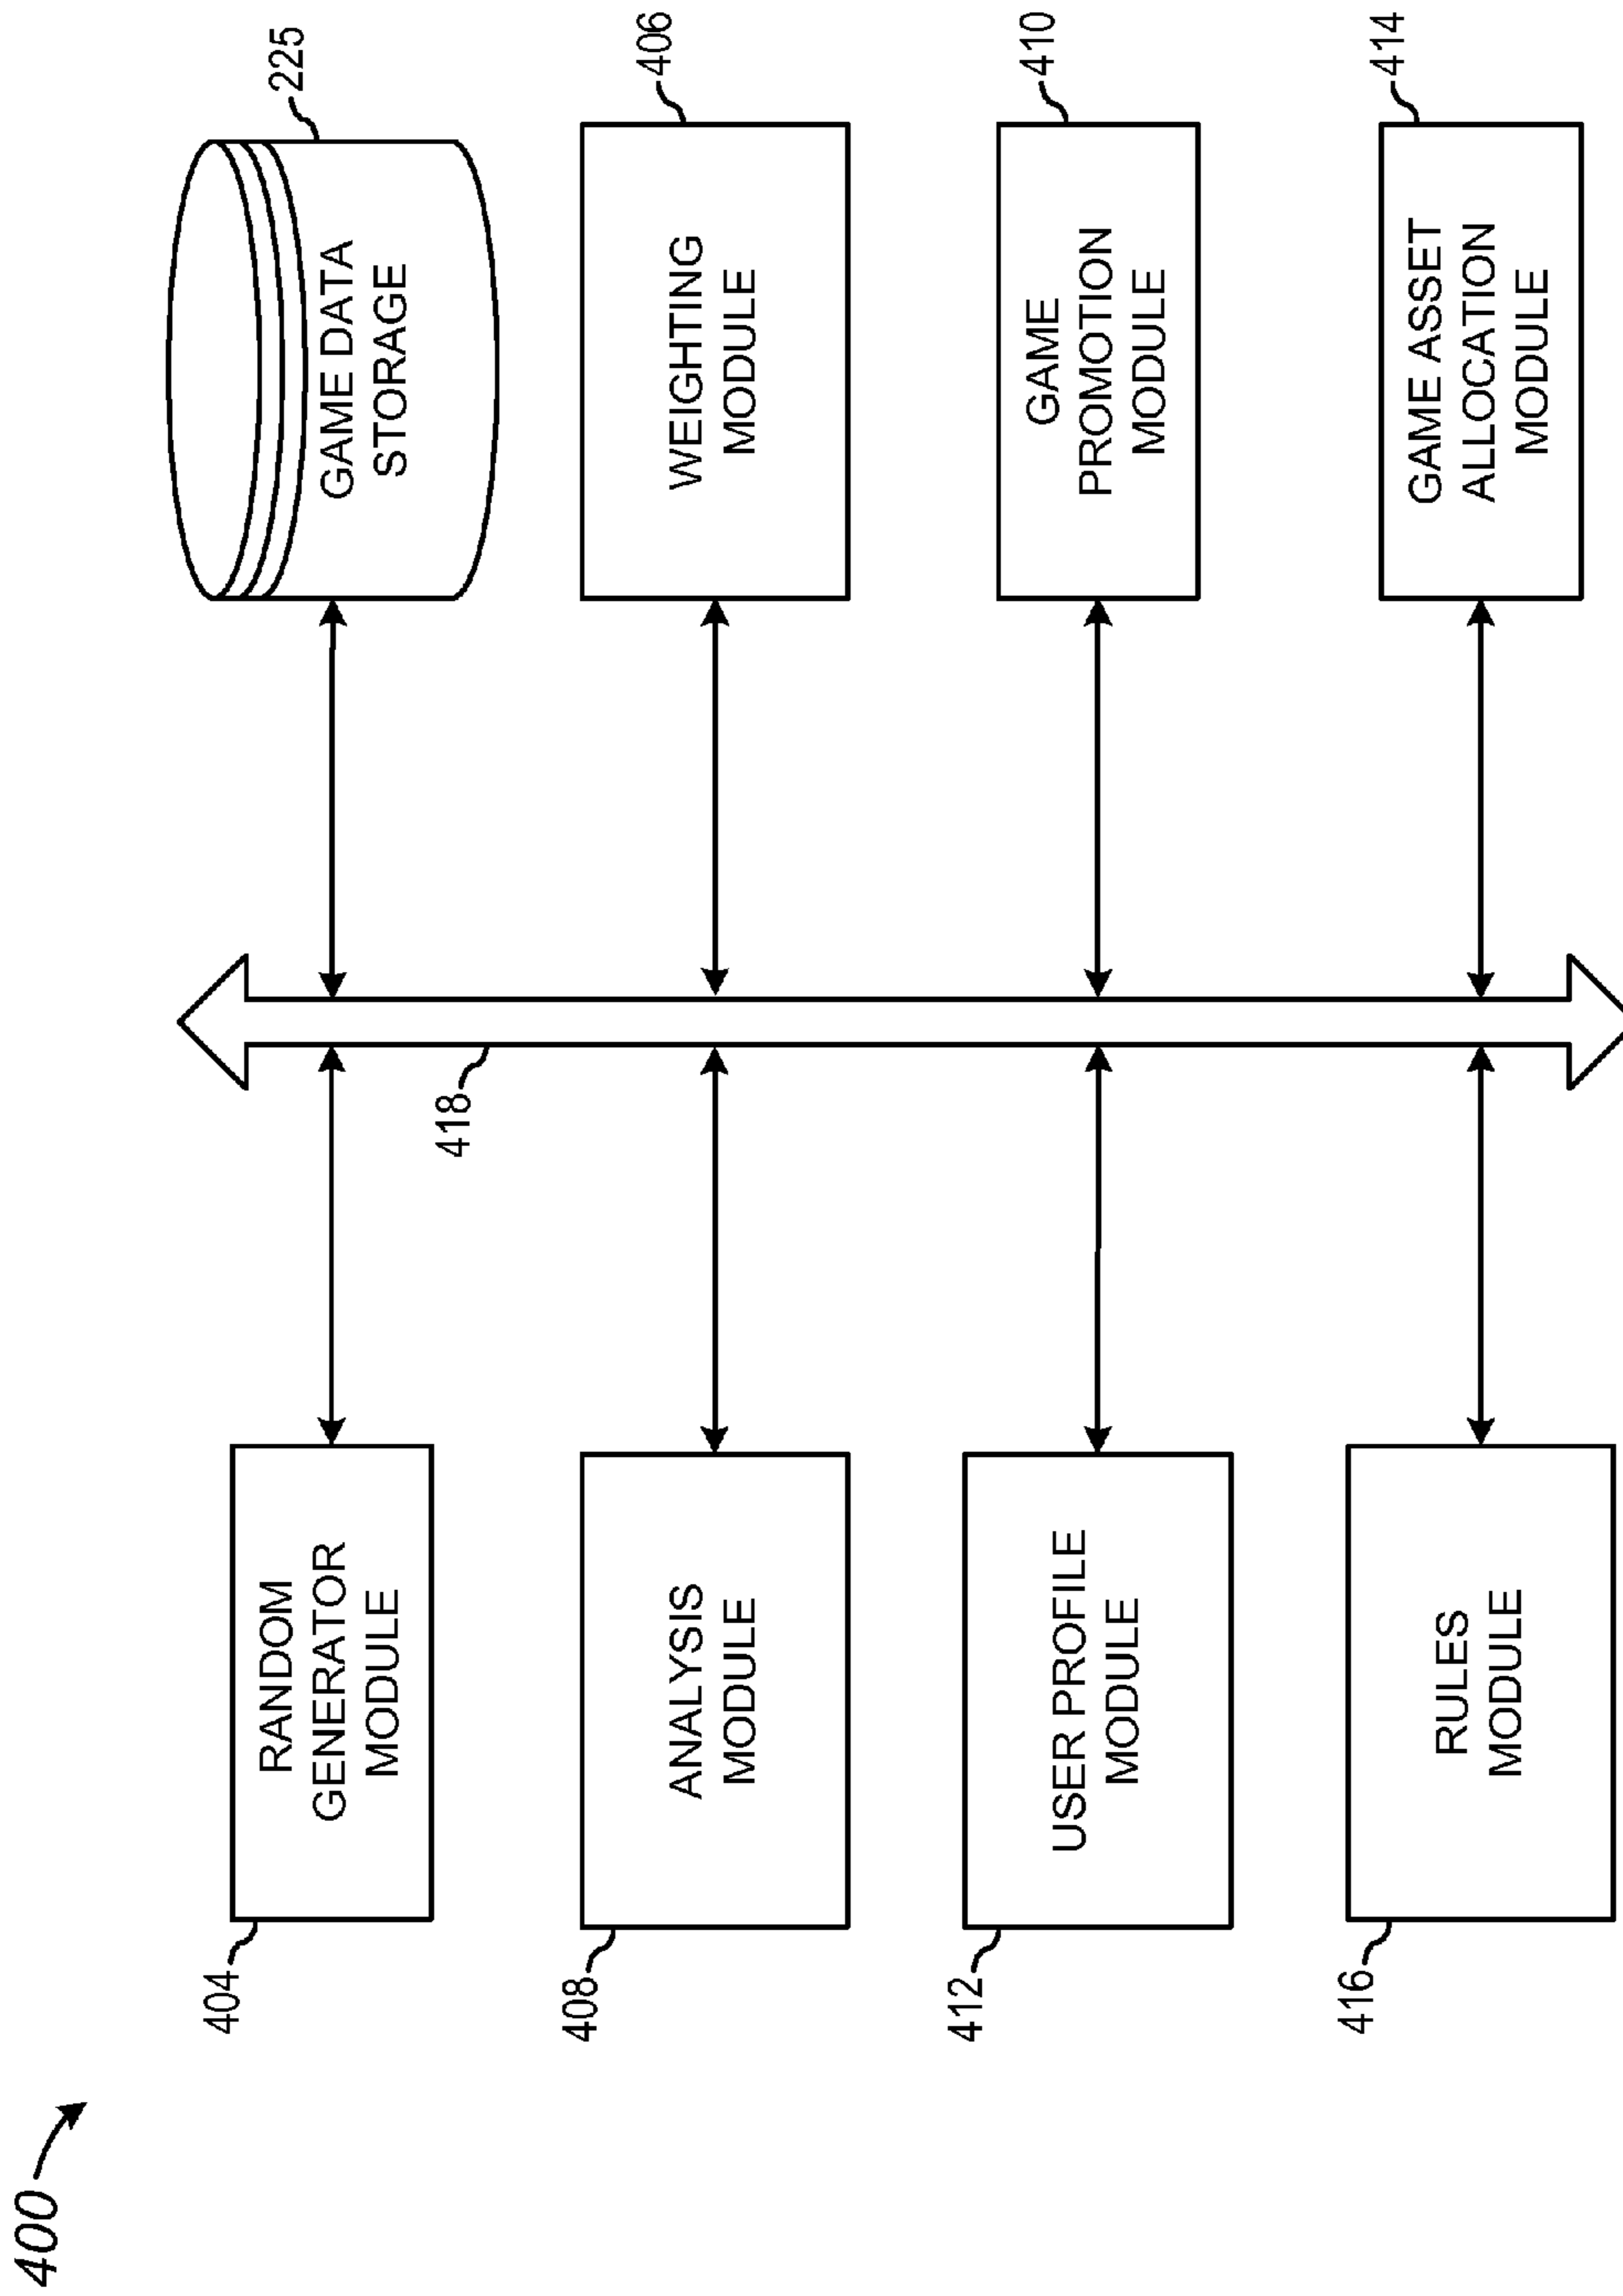 400
404
RANDOM
GENERATOR
MODULE
225
GAME DATA
STORAGE
418
408
ANALYSIS
MODULE
406
WEIGHTING
MODULE
412
USER PROFILE
MODULE
410
GAME
PROMOTION
MODULE
416
RULES
MODULE
414
GAME ASSET
ALLOCATION
MODULE